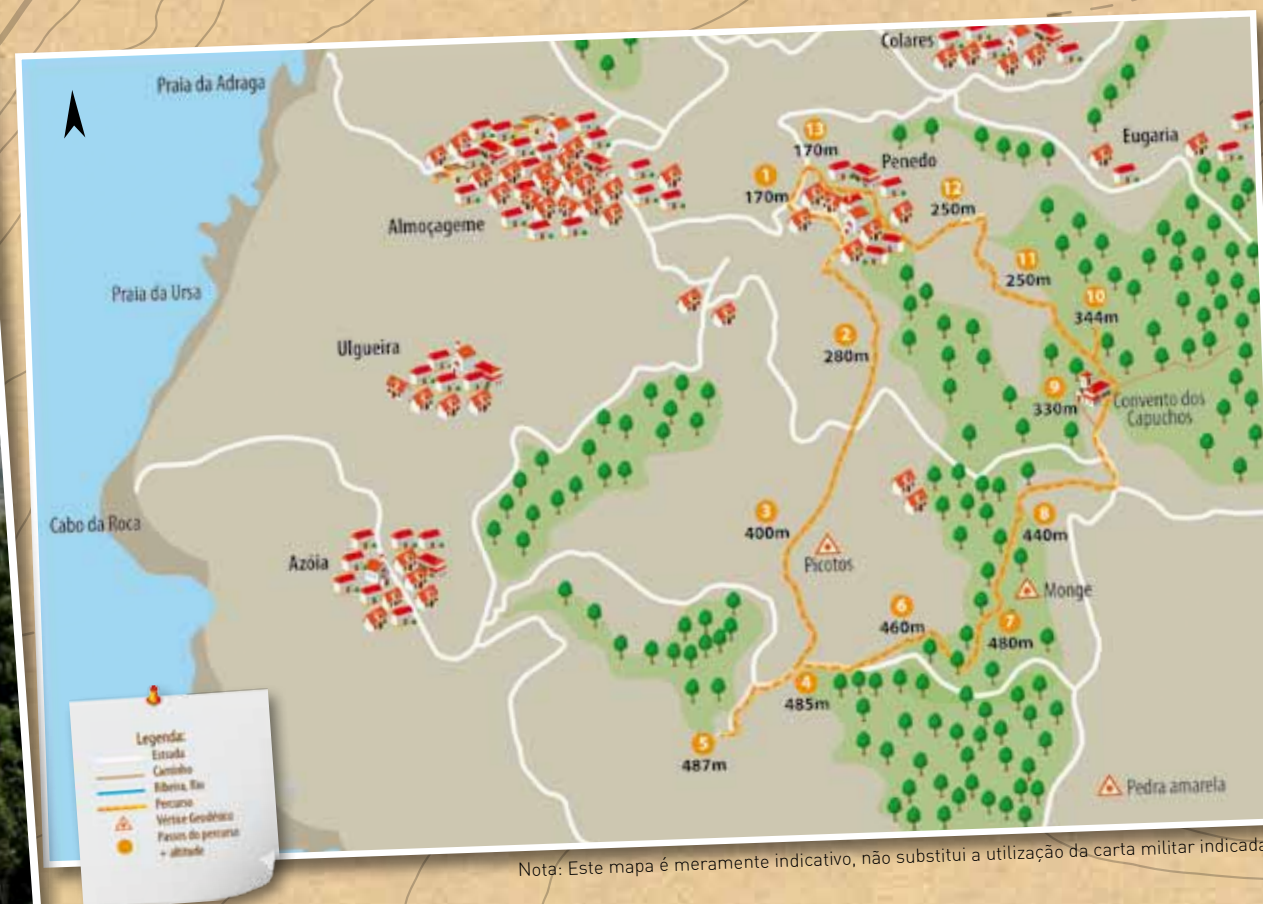 Praia da Adraga
Colares
13
170m
Eugaria
Penedo
1
170m
12
250m
Almoçageme
11
250m
Praia da Ursa
10
344m
2
280m
Ulgueira
9
330m
Convento dos
Capuchos
3
400m
8
440m
Cabo da Roca
Azóia
Picotos
Monge
6
460m
7
480m
4
485m
5
487m
Pedra amarela
Legenda:
Estrada
Caminho
Ribeira, Rio
Percurso
Vértice Geodésico
Passos do percurso
+ altitude
Nota: Este mapa é meramente indicativo, não substitui a utilização da carta militar indicada